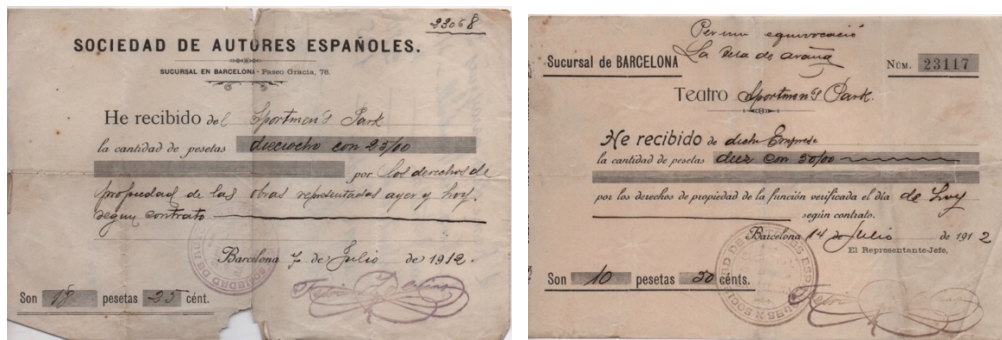 23068
SOCIEDAD DE AUTORES ESPAÑOLES.
SUCURSAL EN BARCELONA - Paseo Gracia, 78.
He recibido del Sportmen's Park
la cantidad de pesetas dieciocho con 25/00
por los derechos de
propiedad de las obras representadas ayer y hoy.
segun contrato
Barcelona 7 de Julio de 1912.
Son 18 pesetas 25 cént.
Per una equivocació
La tela de araña
Sucursal de BARCELONA
NÚM. 23117
Teatro Sportmen's Park.
He recibido de dicha Empresa
la cantidad de pesetas diez con 50/00
por los derechos de propiedad de la función verificada el día de hoy
según contrato.
Barcelona 14 de Julio de 1912
El Representante-Jefe,
Son 10 pesetas 50 cénts.